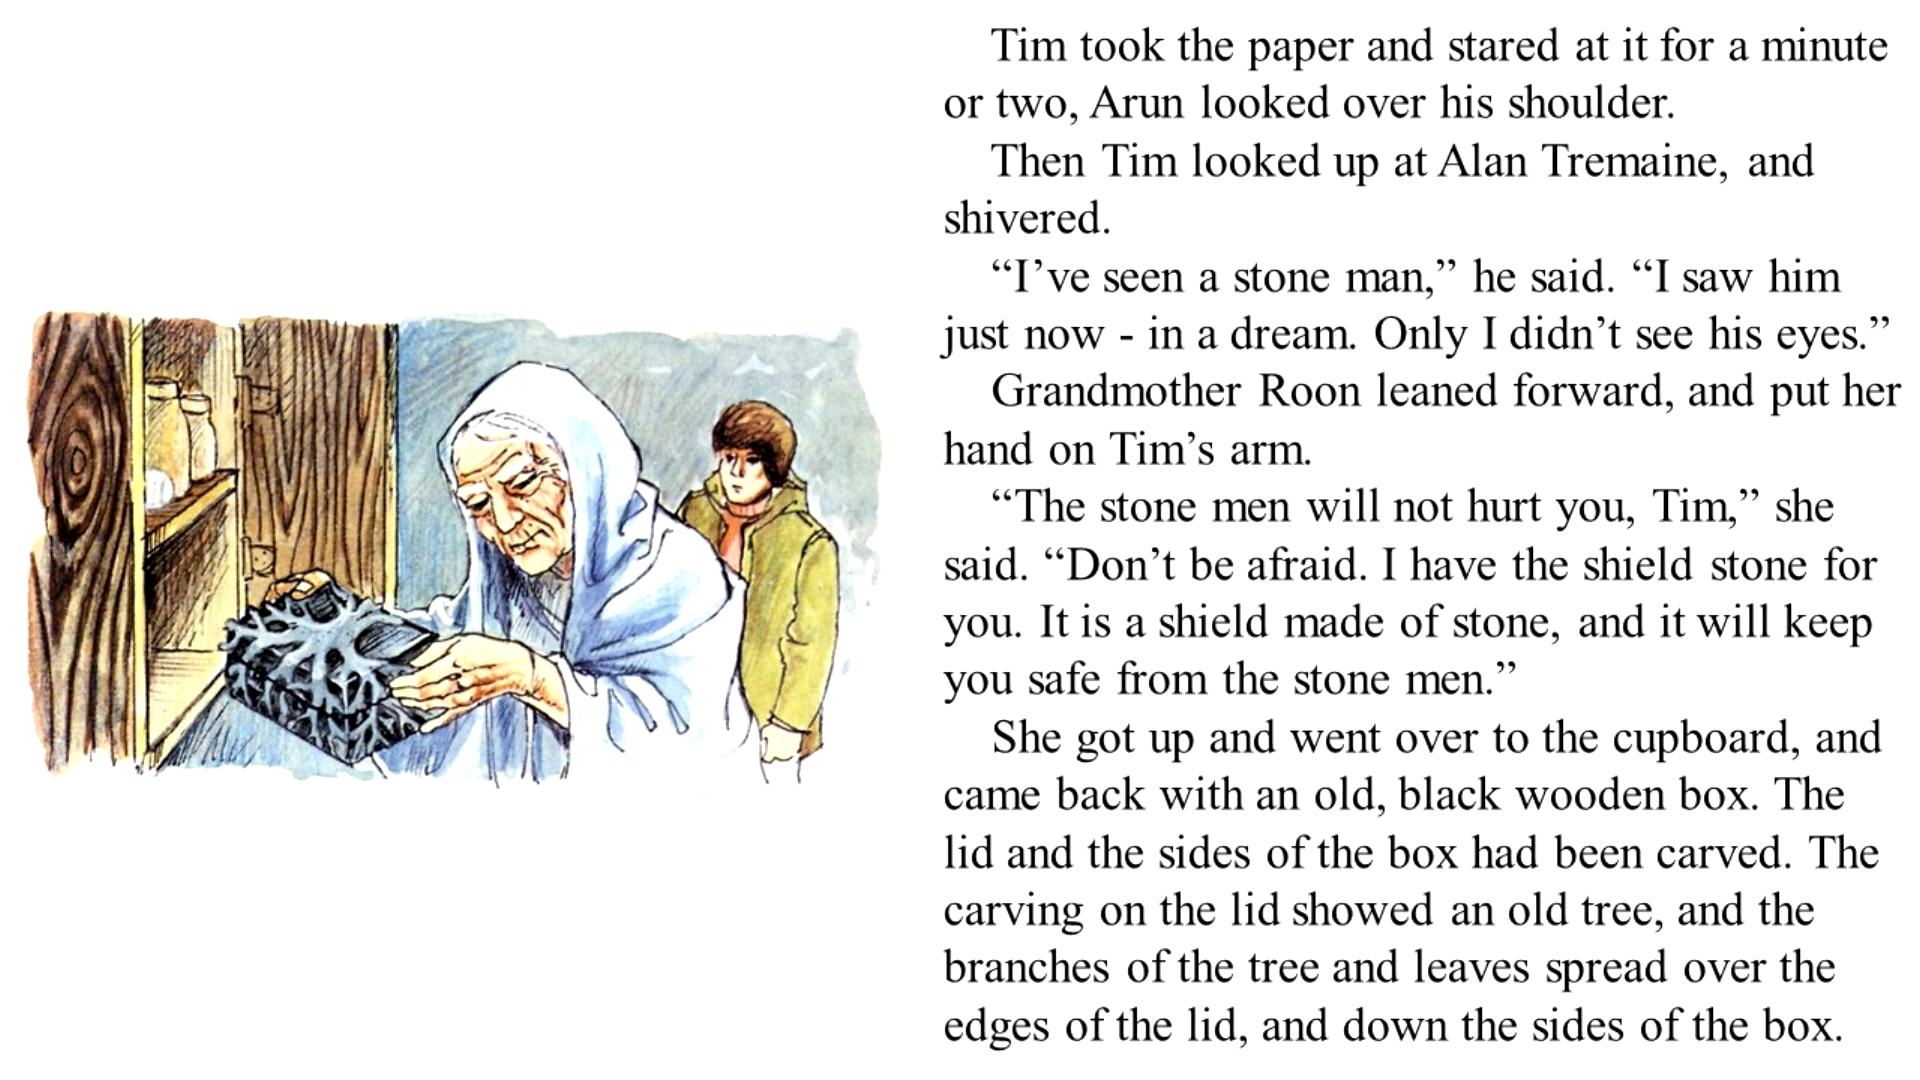 Tim took the paper and stared at it for a minute
or two, Arun looked over his shoulder.
Then Tim looked up at Alan Tremaine, and
shivered.
“I’ve seen a stone man,” he said. “I saw him
just now - in a dream. Only I didn’t see his eyes.”
Grandmother Roon leaned forward, and put her
hand on Tim’s arm.
“The stone men will not hurt you, Tim,” she
said. “Don’t be afraid. I have the shield stone for
you. It is a shield made of stone, and it will keep
you safe from the stone men.”
She got up and went over to the cupboard, and
came back with an old, black wooden box. The
lid and the sides of the box had been carved. The
carving on the lid showed an old tree, and the
branches of the tree and leaves spread over the
edges of the lid, and down the sides of the box.